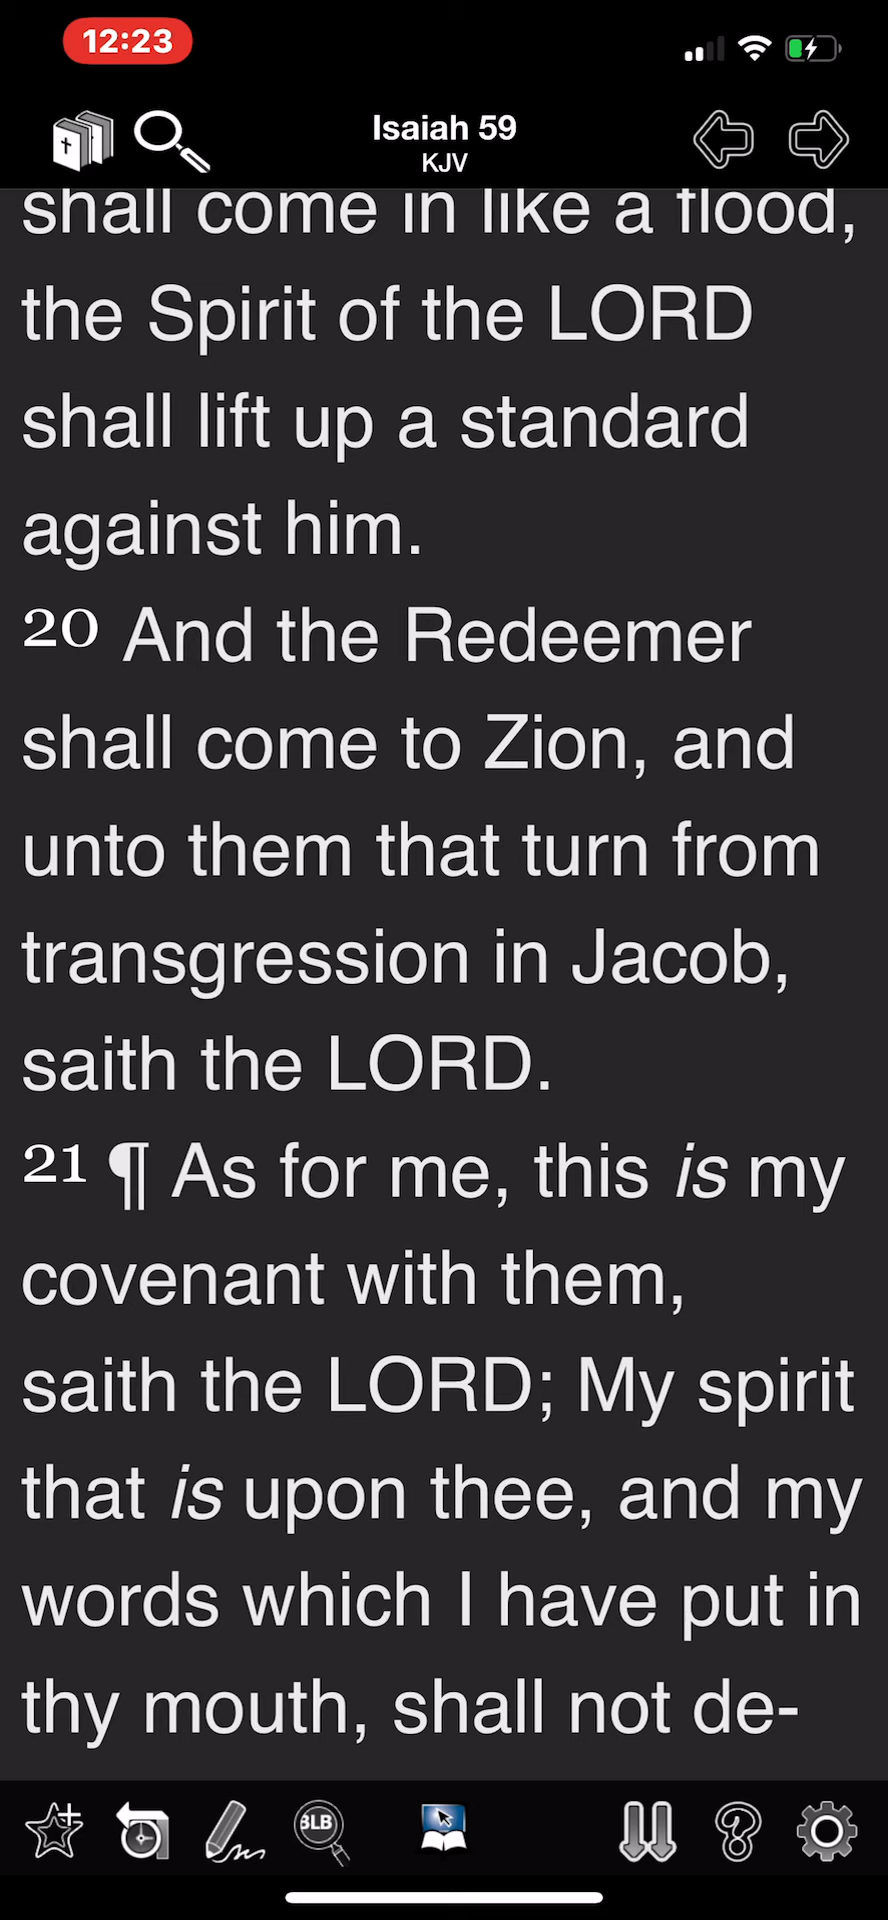 12:23
Isaiah 59
KJV
shall come in like a flood,
the Spirit of the LORD
shall lift up a standard
against him.
20 And the Redeemer
shall come to Zion, and
unto them that turn from
transgression in Jacob,
saith the LORD.
21 ¶ As for me, this is my
covenant with them,
saith the LORD; My spirit
that is upon thee, and my
words which I have put in
thy mouth, shall not de-
BLB